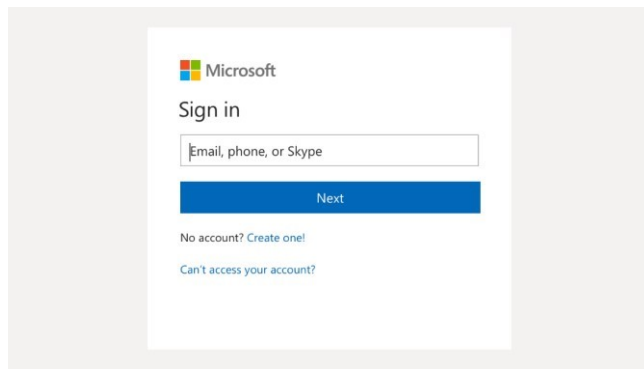 Microsoft
Sign in
Email, phone, or Skype
Next
No account? Create one!
Can't access your account?